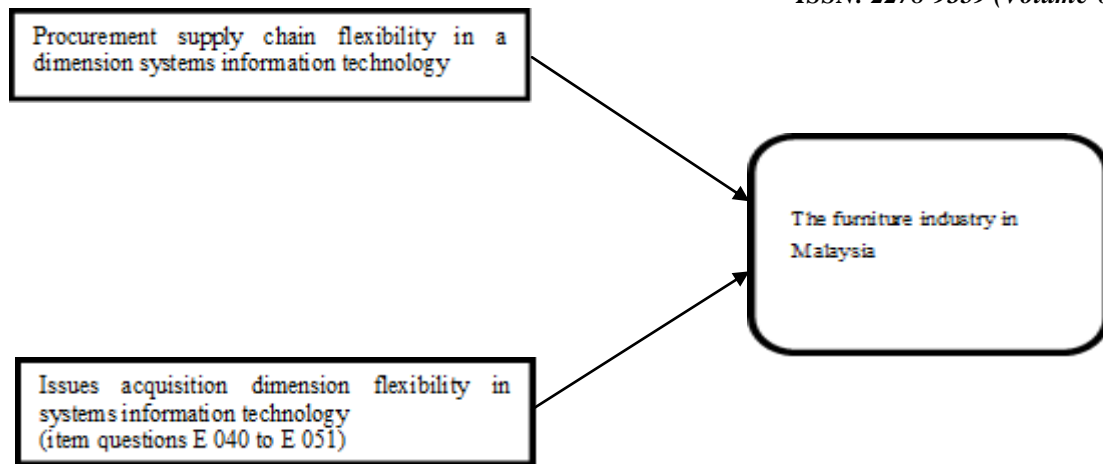 Procurement supply chain flexibility in a
dimension systems information technology
The furniture industry in
Malaysia
Issues acquisition dimension flexibility in
systems information technology
(item questions E 040 to E 051)